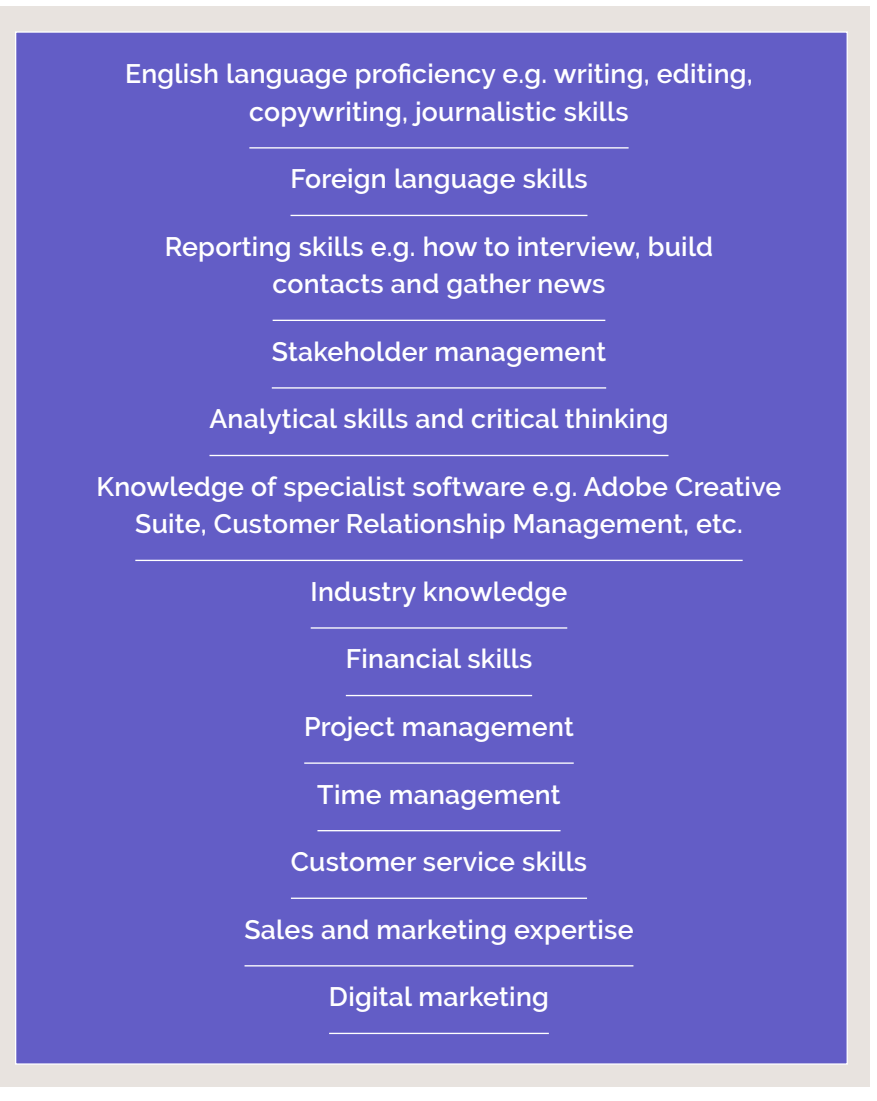 English language proficiency e.g. writing, editing,
copywriting, journalistic skills
Foreign language skills
Reporting skills e.g. how to interview, build
contacts and gather news
Stakeholder management
Analytical skills and critical thinking
Knowledge of specialist software e.g. Adobe Creative
Suite, Customer Relationship Management, etc.
Industry knowledge
Financial skills
Project management
Time management
Customer service skills
Sales and marketing expertise
Digital marketing